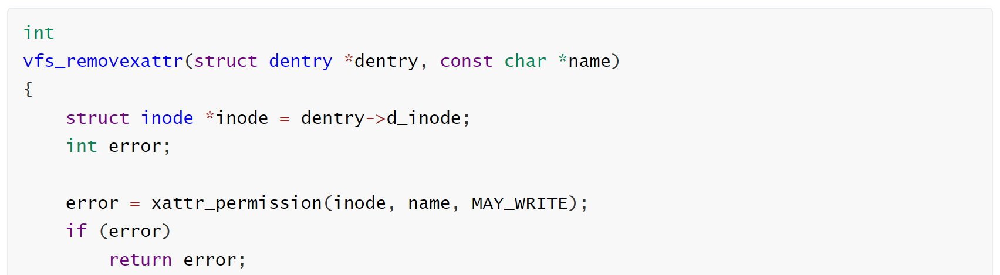 int
vfs_removexattr(struct dentry *dentry, const char *name)
{
    struct inode *inode = dentry->d_inode;
    int error;

    error = xattr_permission(inode, name, MAY_WRITE);
    if (error)
        return error;